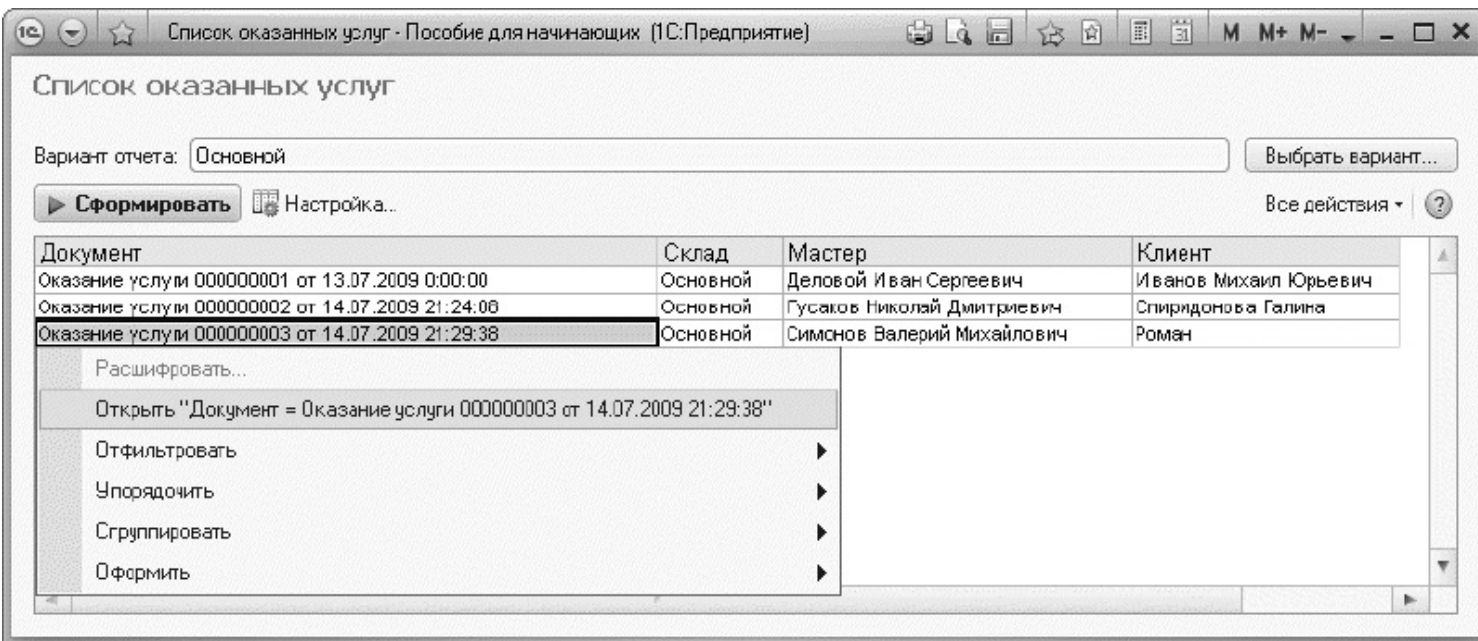 Список оказанных услуг - Пособие для начинающих (1С:Предприятие) 31 M M+ M-
Список оказанных услуг
Вариант отчета: Основной Выбрать вариант...
Сформировать Настройка... Все действия ?
Документ Склад Мастер Клиент
Оказание услуги 000000001 от 13.07.2009 0:00:00 Основной Деловой Иван Сергеевич Иванов Михаил Юрьевич
Оказание услуги 000000002 от 14.07.2009 21:24:08 Основной Гусаков Николай Дмитриевич Спиридонова Галина
Оказание услуги 000000003 от 14.07.2009 21:29:38 Основной Симонов Валерий Михайлович Роман
Расшифровать...
Открыть "Документ = Оказание услуги 000000003 от 14.07.2009 21:29:38"
Отфильтровать
Упорядочить
Сгруппировать
Оформить